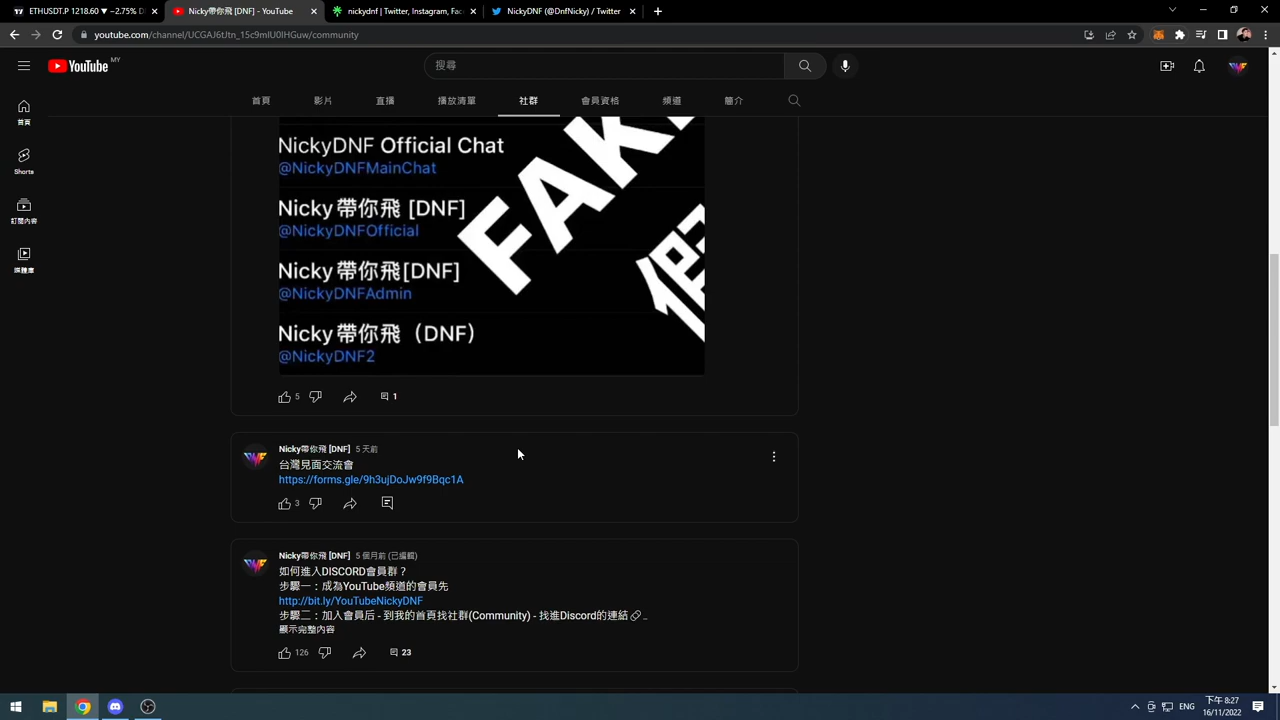 ETHUSDT.P 1218.60 ▼ −2.75% D
Nicky帶你飛 [DNF] - YouTube
nickydnf | Twitter, Instagram, Fac
NickyDNF (@DnfNicky) / Twitter
youtube.com/channel/UCGAJ6tJtn_15c9mIU0IHGuw/community
YouTube MY
搜尋
首頁 影片 直播 播放清單 社群 會員資格 頻道 簡介
首頁
Shorts
訂閱內容
媒體庫
NickyDNF Official Chat
@NickyDNFMainChat
Nicky 帶你飛 [DNF]
@NickyDNFOfficial
Nicky 帶你飛[DNF]
@NickyDNFAdmin
Nicky 帶你飛（DNF）
@NickyDNF2
FAKE
假
5 1
Nicky帶你飛 [DNF] 5 天前
台灣見面交流會
https://forms.gle/9h3ujDoJw9f9Bqc1A
3
Nicky帶你飛 [DNF] 5 個月前 (已編輯)
如何進入DISCORD會員群？
步驟一：成為YouTube頻道的會員先
http://bit.ly/YouTubeNickyDNF
步驟二：加入會員后 - 到我的首頁找社群(Community) - 找進Discord的連結🔗...
顯示完整內容
126 23
ENG
下午 8:27
16/11/2022